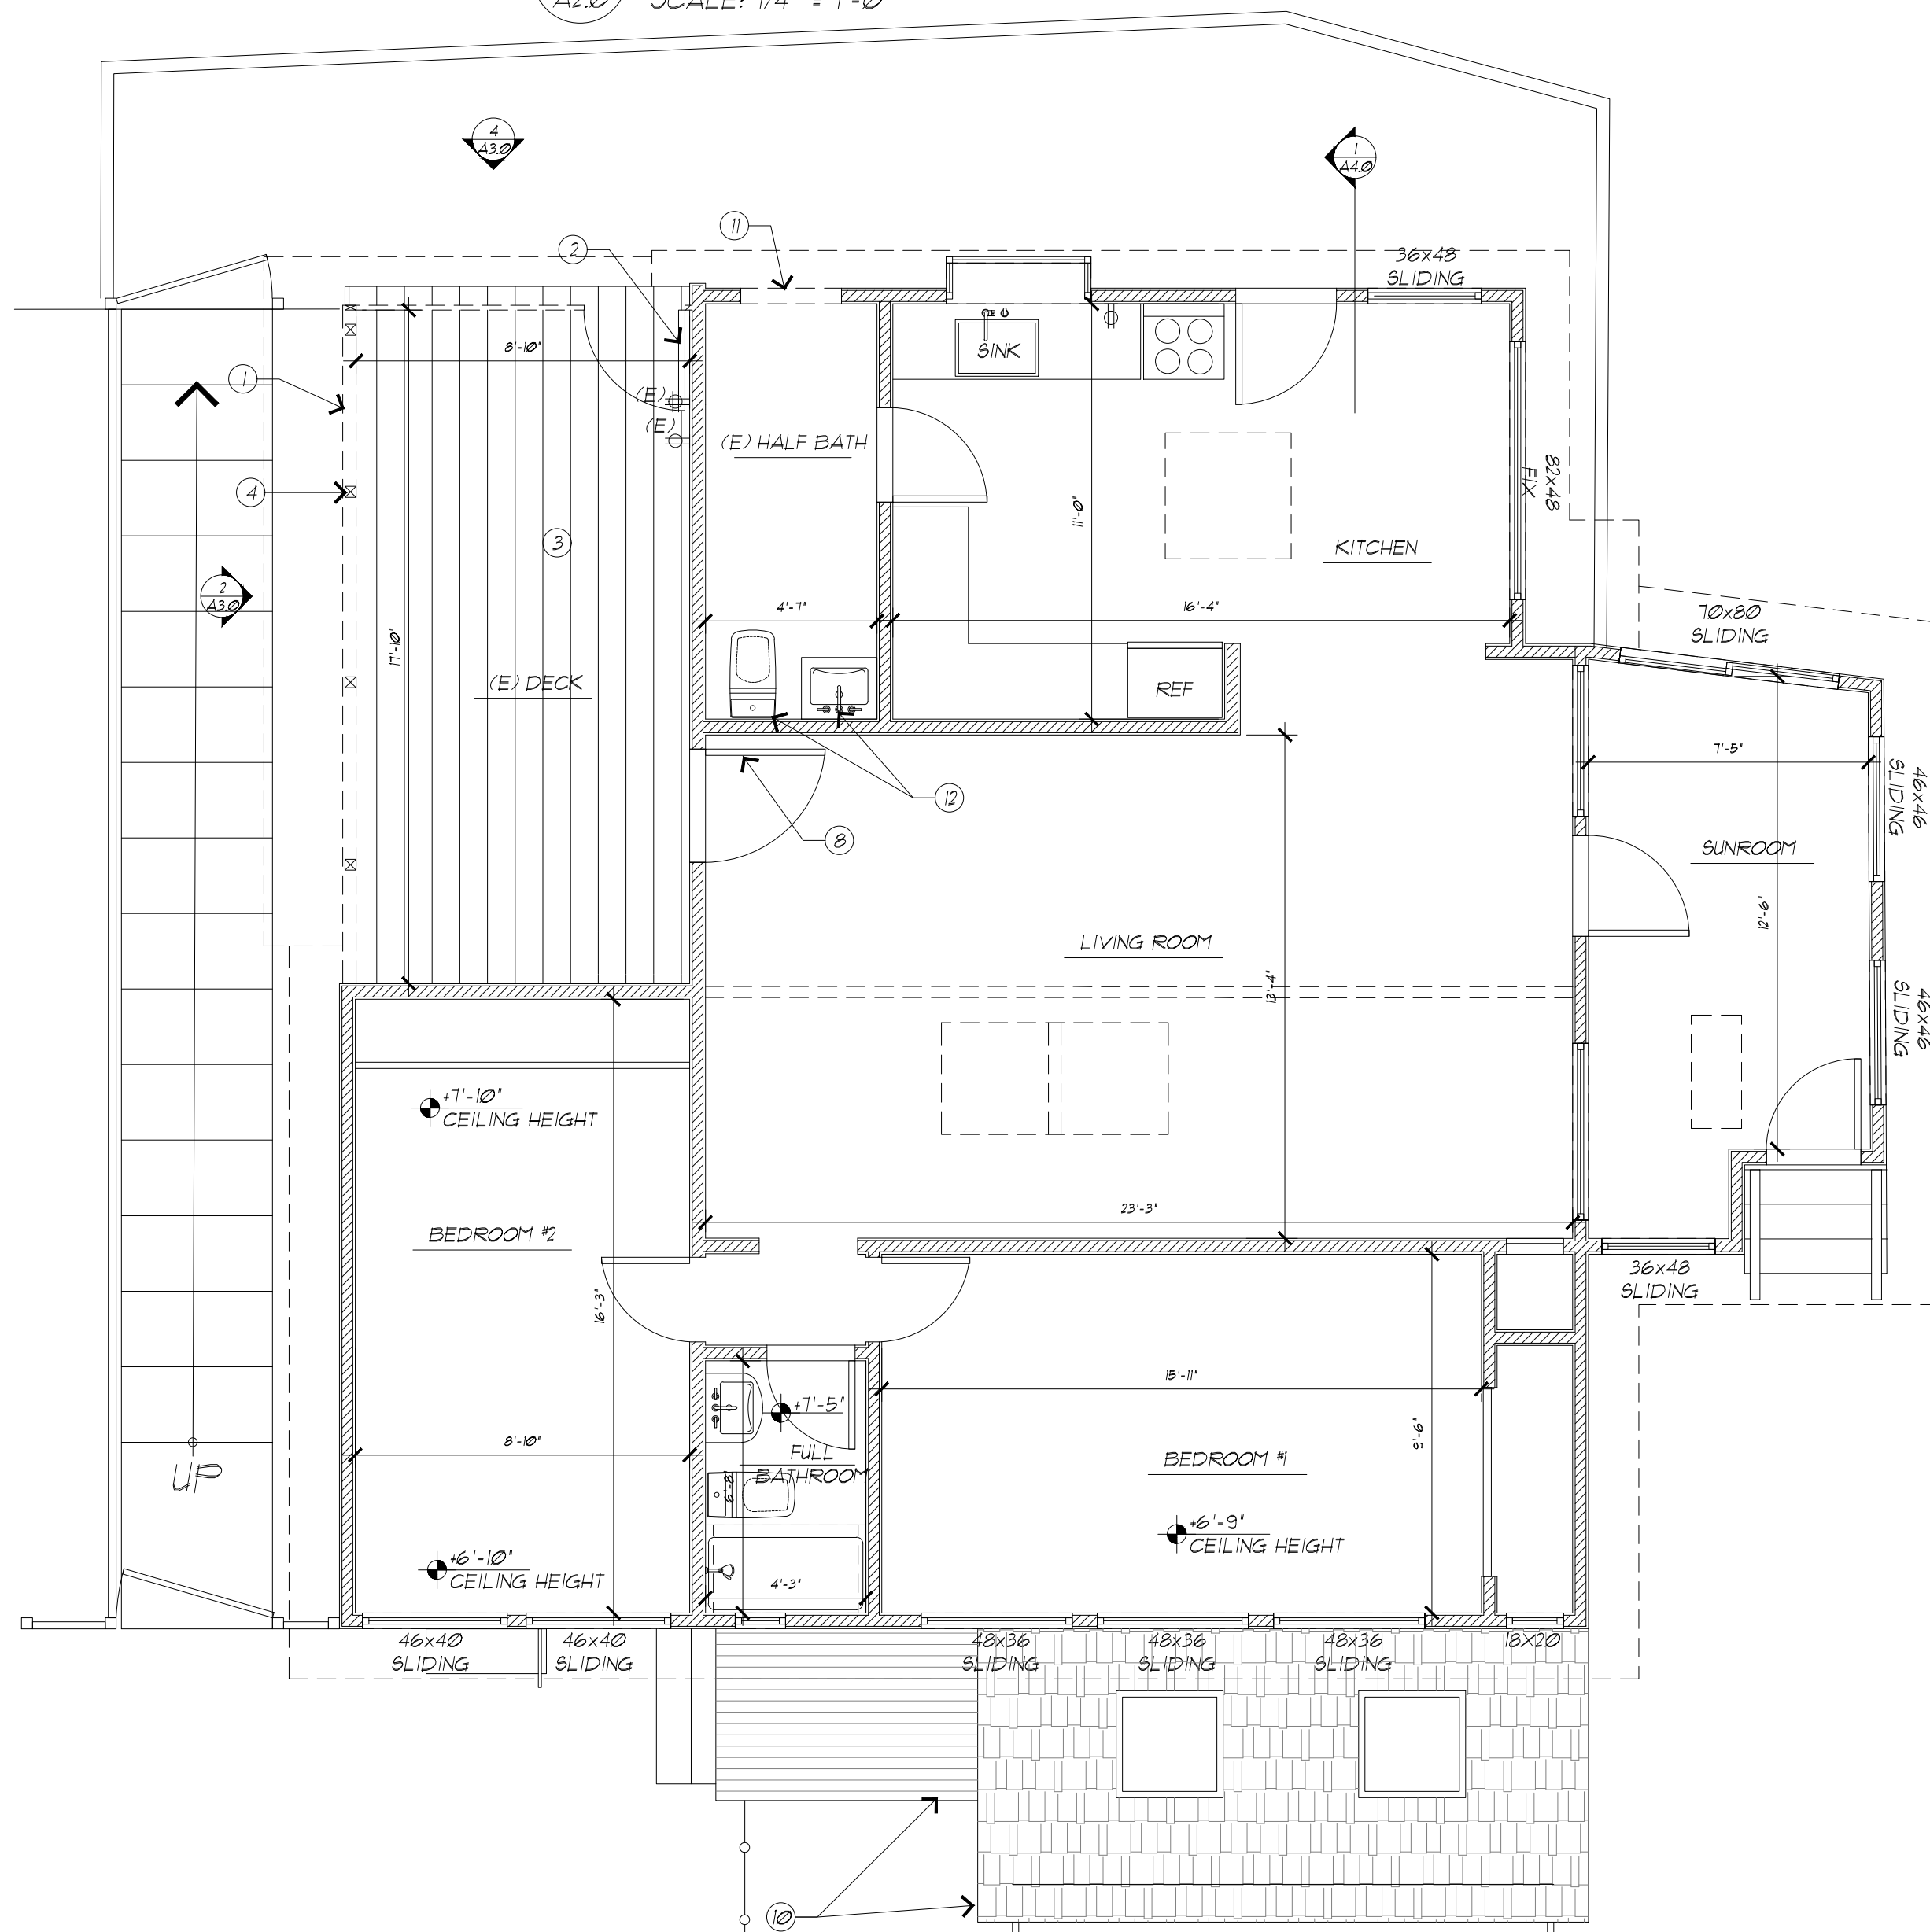 A2.0 SCALE: 1/4" = 1'-0"
4
A3.0
1
A4.0
11
2
36x48
SLIDING
8'-10"
SINK
1
(E)
(E)
(E) HALF BATH
82x48
FIX
4
11'-0"
3
KITCHEN
2
A3.0
4'-7"
16'-4"
70x80
SLIDING
17'-10"
(E) DECK
REF
7'-5"
46x46
SLIDING
12
8
SUNROOM
12'-6"
LIVING ROOM
13'-4"
46x46
SLIDING
+7'-10"
CEILING HEIGHT
23'-3"
BEDROOM #2
36x48
SLIDING
16'-3"
15'-11"
+7'-5"
9'-6"
8'-10"
FULL
BATHROOM
BEDROOM #1
6'-8"
UP
+6'-9"
CEILING HEIGHT
+6'-10"
CEILING HEIGHT
4'-3"
46x40
SLIDING
46x40
SLIDING
48x36
SLIDING
48x36
SLIDING
48x36
SLIDING
18X20
10